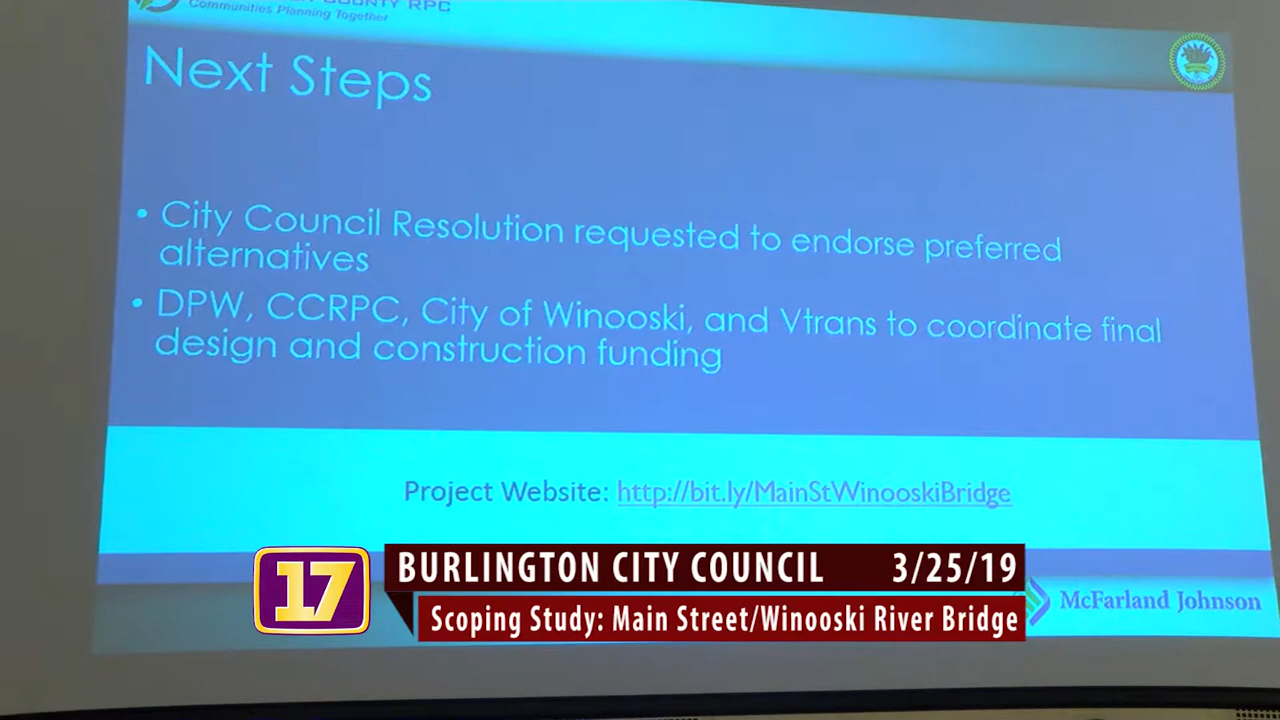 COUNTY RPC
Communities Planning Together
Next Steps
• City Council Resolution requested to endorse preferred
alternatives
• DPW, CCRPC, City of Winooski, and Vtrans to coordinate final
design and construction funding
Project Website: http://bit.ly/MainStWinooskiBridge
17
BURLINGTON CITY COUNCIL 3/25/19
Scoping Study: Main Street/Winooski River Bridge
McFarland Johnson